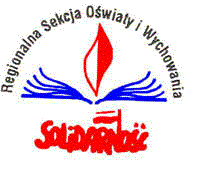 Regionalna Sekcja Oświaty i Wychowania
SOLIDARNOŚĆ